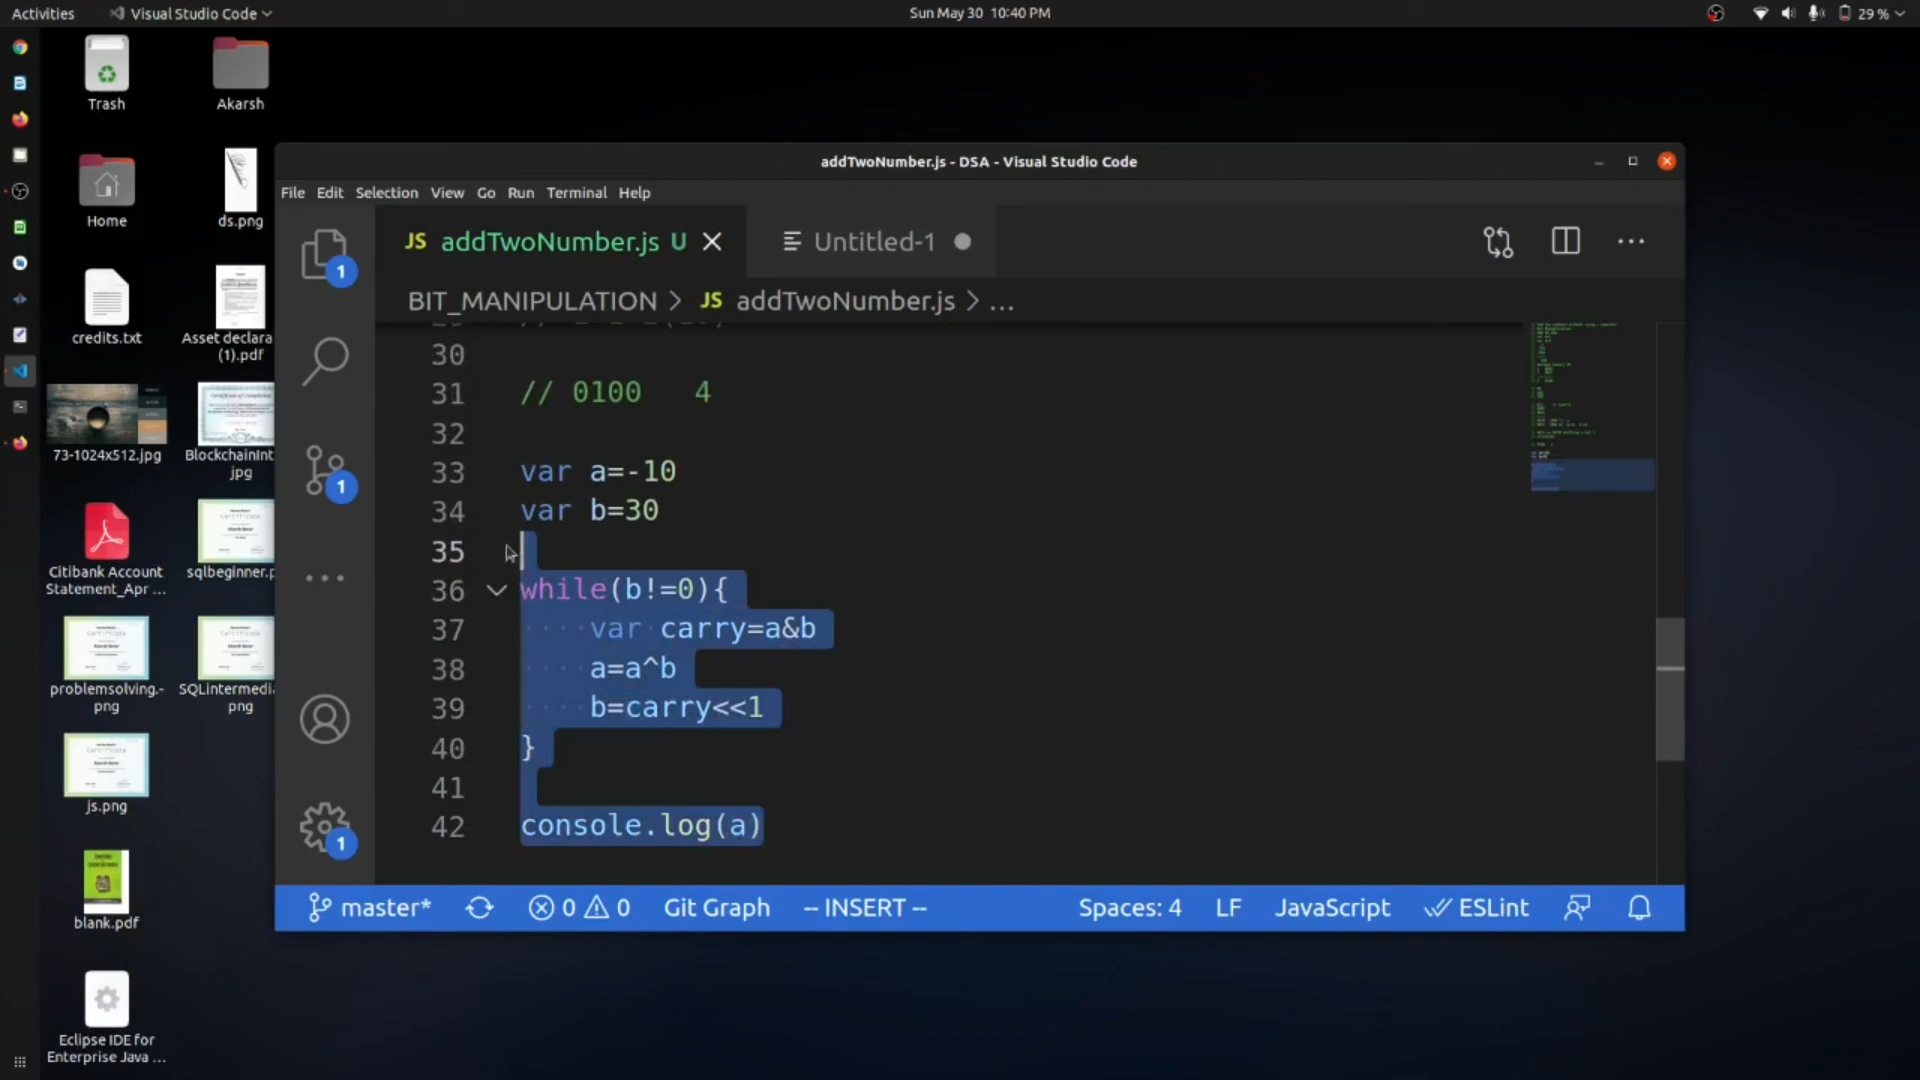 Activities Visual Studio Code Sun May 30 10:40 PM 29 %
Trash
Akarsh
Home
ds.png
credits.txt
Asset declara
(1).pdf
73-1024x512.jpg
BlockchainInt
jpg
Citibank Account
Statement_Apr ...
sqlbeginner.p
problemsolving.-
png
SQLintermedi
png
js.png
blank.pdf
Eclipse IDE for
Enterprise Java ...
addTwoNumber.js - DSA - Visual Studio Code
File Edit Selection View Go Run Terminal Help
JS addTwoNumber.js U Untitled-1
BIT_MANIPULATION > JS addTwoNumber.js > ...
1
1
1
30
31 // 0100 4
32
33 var a=-10
34 var b=30
35
36 while(b!=0){
37 var carry=a&b
38 a=a^b
39 b=carry<<1
40 }
41
42 console.log(a)
master* 0 0 Git Graph -- INSERT -- Spaces: 4 LF JavaScript ESLint